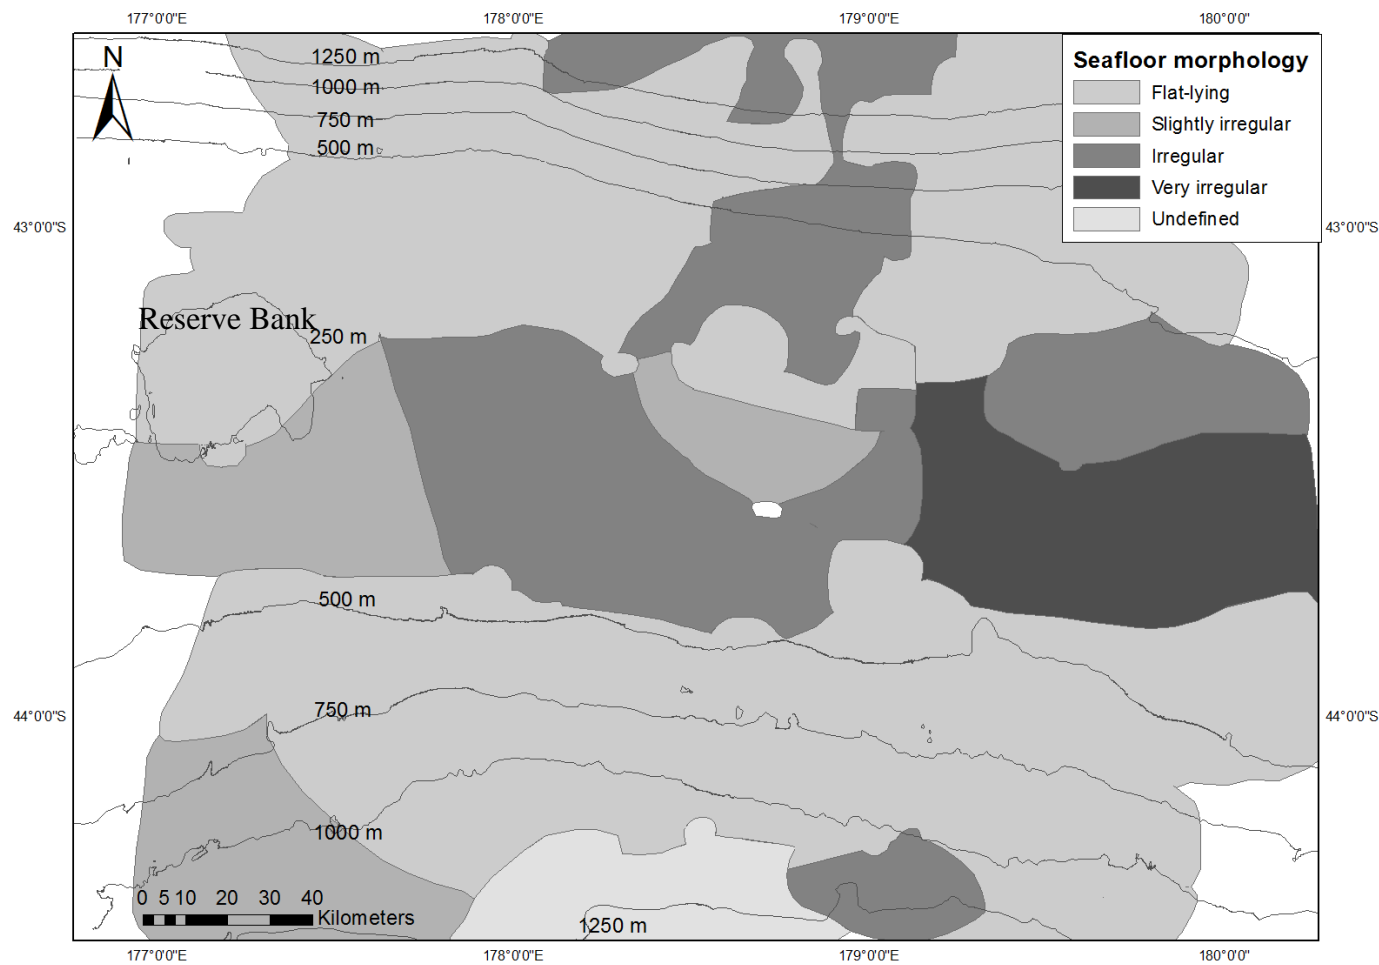 177°0'0"E 178°0'0"E 179°0'0"E 180°0'0"
N
1250 m
1000 m
750 m
500 m
Seafloor morphology
Flat-lying
Slightly irregular
Irregular
Very irregular
Undefined
43°0'0"S 43°0'0"S
Reserve Bank
250 m
500 m
44°0'0"S 44°0'0"S
750 m
1000 m
0 5 10 20 30 40
Kilometers
1250 m
177°0'0"E 178°0'0"E 179°0'0"E 180°0'0"E